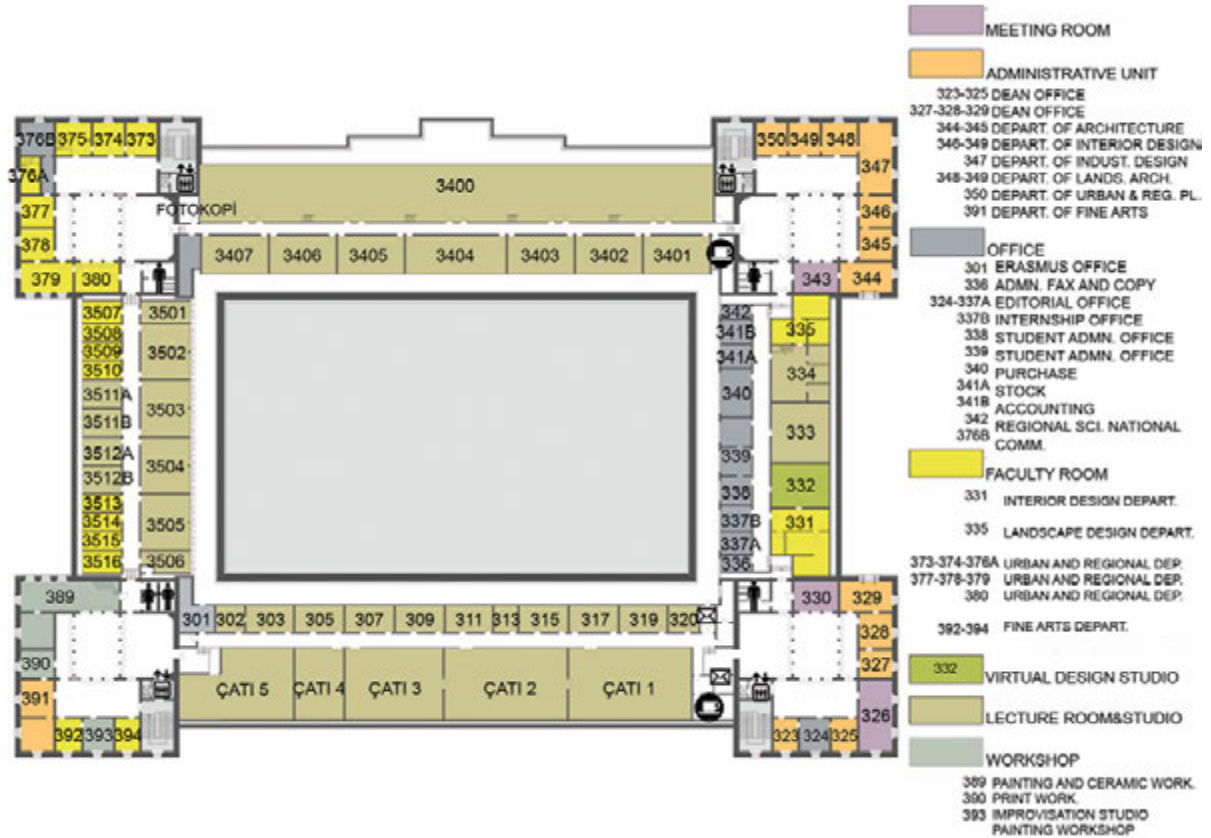 376B 375- 374- 373
376A
377
378
379 380
FOTOKOPİ
3400
3407 3406 3405 3404 3403 3402 3401
350 349 348
347
346
345
343 344
3507
3508
3509
3510
3511A
3511B
3512A
3512B
3513
3514
3515
3516
3501
3502
3503
3504
3505
3506
342
341B
341A
340
339
338
337B
337A
336
335
334
333
332
331
389
390
391
392 393 394
301 302 303 305 307 309 311 313 315 317 319 320
ÇATI 5 ÇATI 4 ÇATI 3 ÇATI 2 ÇATI 1
330 329
328
327
326
323 324 325
MEETING ROOM
ADMINISTRATIVE UNIT
323-325 DEAN OFFICE
327-328-329 DEAN OFFICE
344-345 DEPART. OF ARCHITECTURE
346-349 DEPART. OF INTERIOR DESIGN
347 DEPART. OF INDUST. DESIGN
348-349 DEPART. OF LANDS. ARCH.
350 DEPART. OF URBAN & REG. PL.
391 DEPART. OF FINE ARTS
OFFICE
301 ERASMUS OFFICE
336 ADMN. FAX AND COPY
324-337A EDITORIAL OFFICE
337B INTERNSHIP OFFICE
338 STUDENT ADMN. OFFICE
339 STUDENT ADMN. OFFICE
340 PURCHASE
341A STOCK
341B ACCOUNTING
342 REGIONAL SCI. NATIONAL
376B COMM.
FACULTY ROOM
331 INTERIOR DESIGN DEPART.
335 LANDSCAPE DESIGN DEPART.
373-374-376A URBAN AND REGIONAL DEP.
377-378-379 URBAN AND REGIONAL DEP.
380 URBAN AND REGIONAL DEP.
392-394 FINE ARTS DEPART.
332 VIRTUAL DESIGN STUDIO
LECTURE ROOM&STUDIO
WORKSHOP
389 PAINTING AND CERAMIC WORK.
390 PRINT WORK.
393 IMPROVISATION STUDIO
PAINTING WORKSHOP